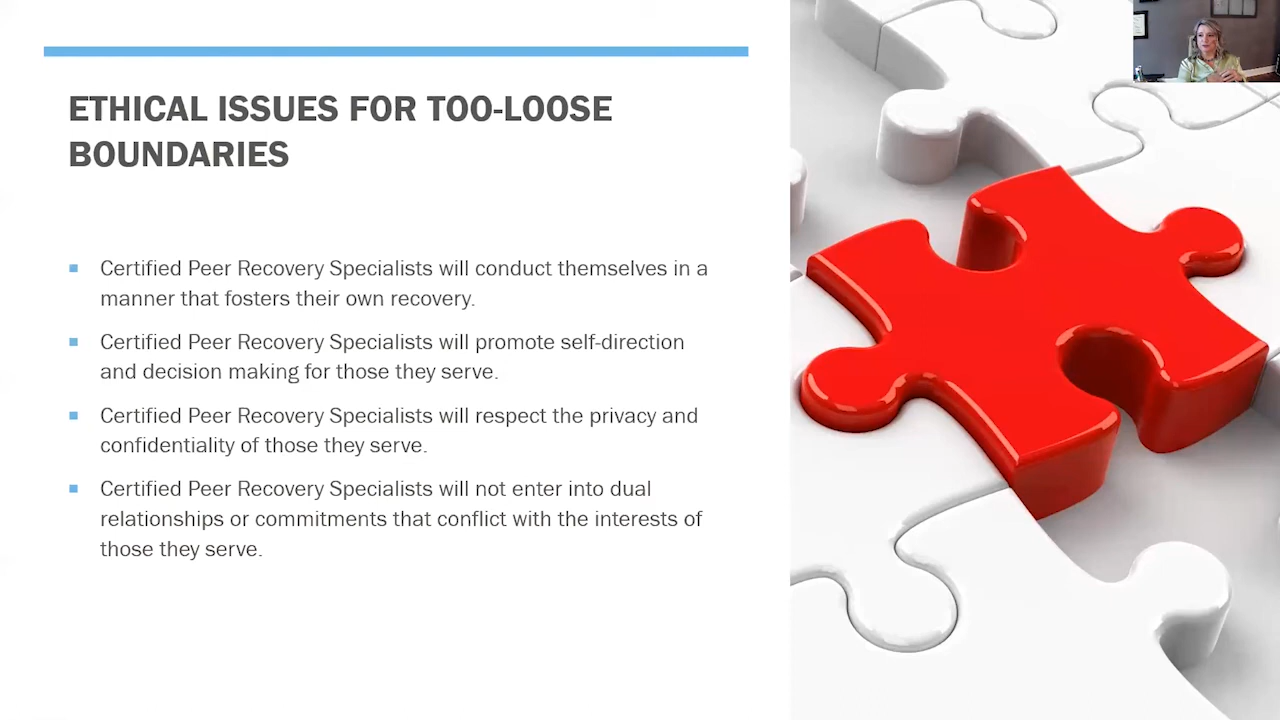 ETHICAL ISSUES FOR TOO-LOOSE
BOUNDARIES
Certified Peer Recovery Specialists will conduct themselves in a
manner that fosters their own recovery.
Certified Peer Recovery Specialists will promote self-direction
and decision making for those they serve.
Certified Peer Recovery Specialists will respect the privacy and
confidentiality of those they serve.
Certified Peer Recovery Specialists will not enter into dual
relationships or commitments that conflict with the interests of
those they serve.